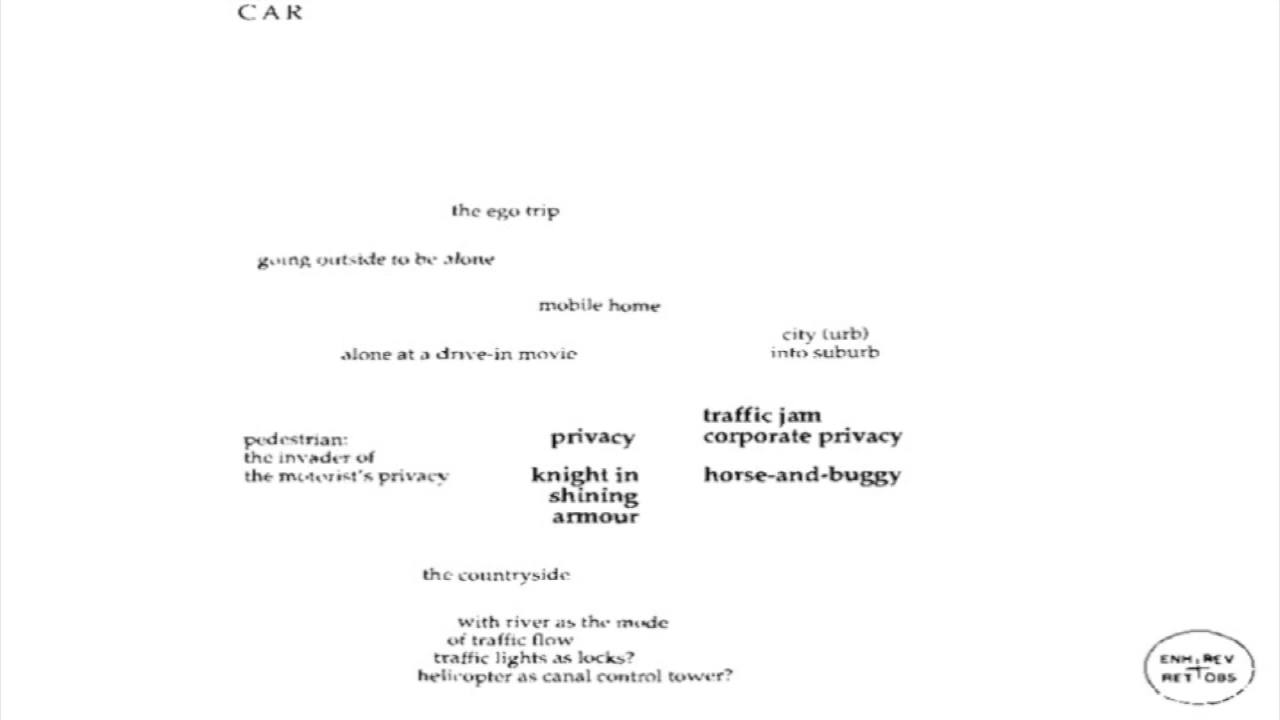 CAR
the ego trip
going outside to be alone
mobile home
city (urb)
into suburb
alone at a drive-in movie
traffic jam
privacy
corporate privacy
pedestrian:
the invader of
the motorist's privacy
knight in
shining
armour
horse-and-buggy
the countryside
with river as the mode
of traffic flow
traffic lights as locks?
helicopter as canal control tower?
ENH REV
RET OBS